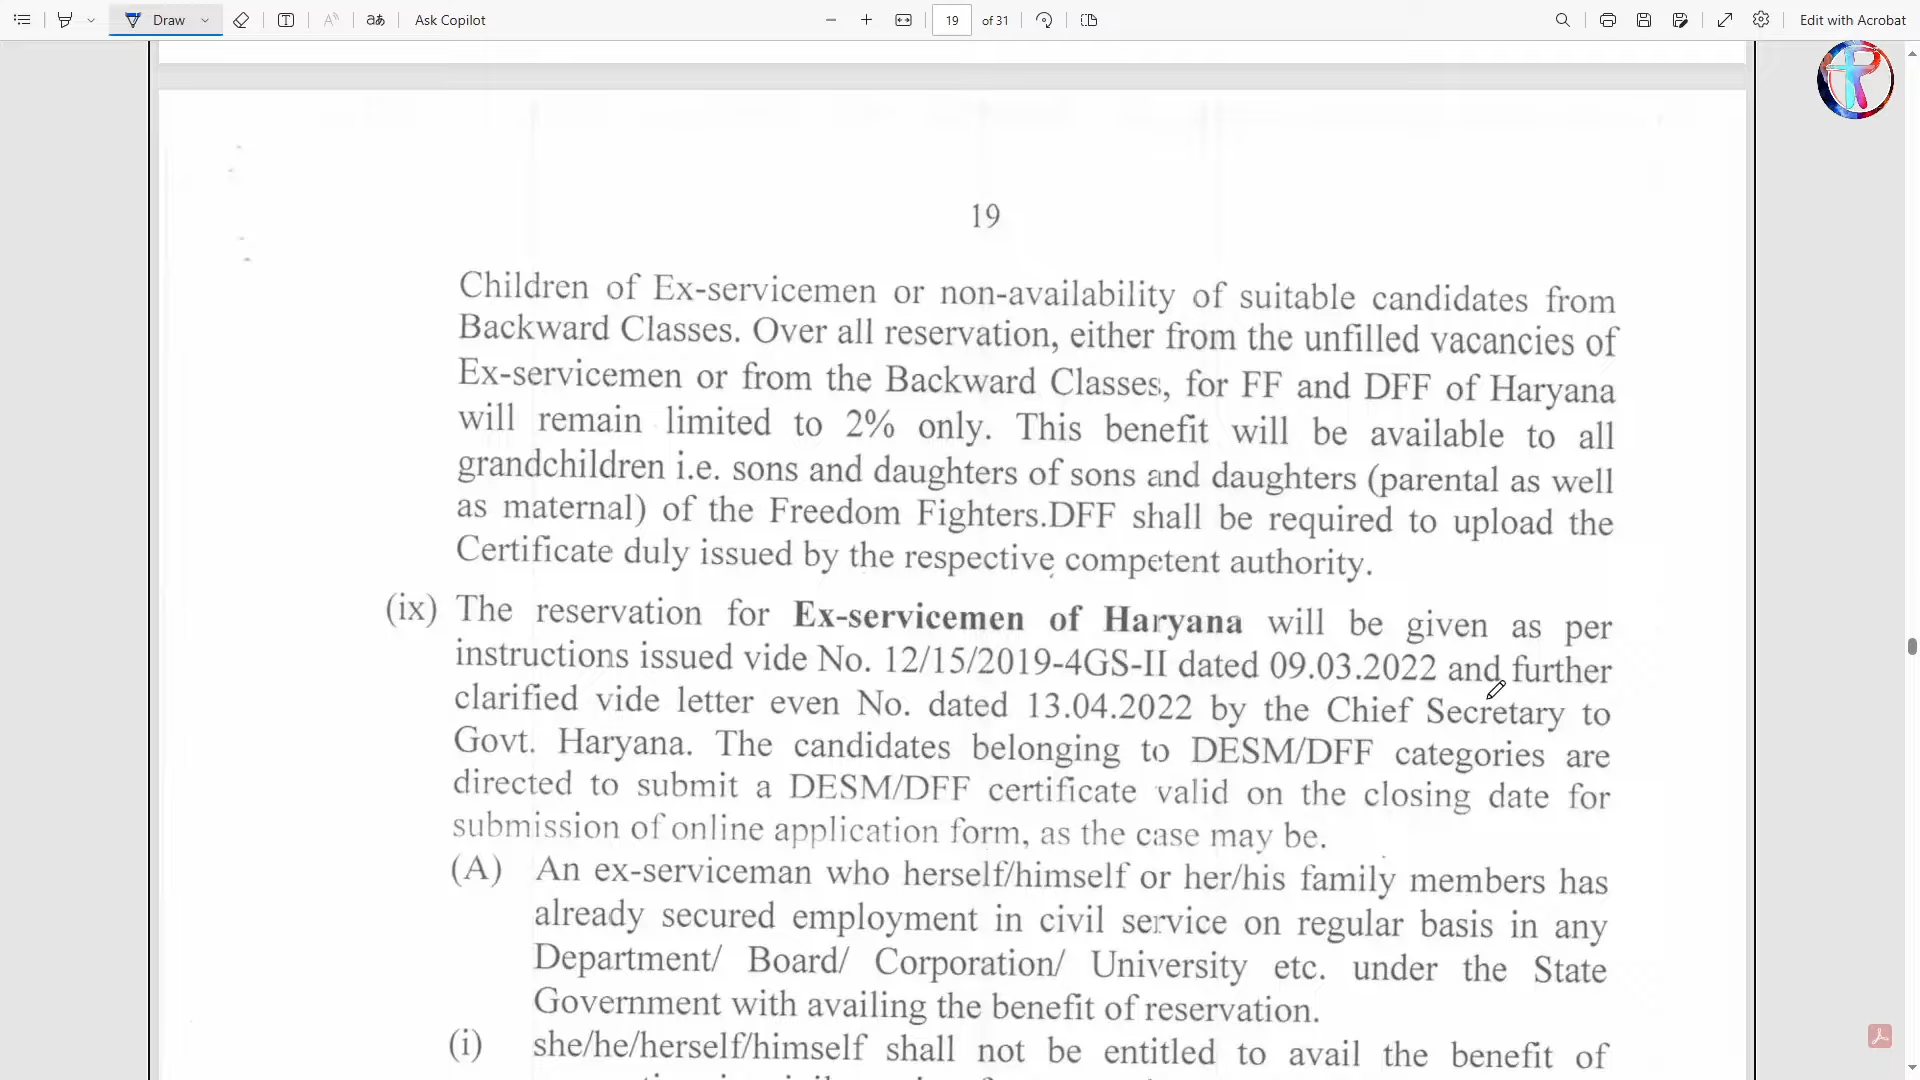 Draw
Ask Copilot
19 of 31
Edit with Acrobat
19
Children of Ex-servicemen or non-availability of suitable candidates from
Backward Classes. Over all reservation, either from the unfilled vacancies of
Ex-servicemen or from the Backward Classes, for FF and DFF of Haryana
will remain limited to 2% only. This benefit will be available to all
grandchildren i.e. sons and daughters of sons and daughters (parental as well
as maternal) of the Freedom Fighters.DFF shall be required to upload the
Certificate duly issued by the respective competent authority.
(ix) The reservation for Ex-servicemen of Haryana will be given as per
instructions issued vide No. 12/15/2019-4GS-II dated 09.03.2022 and further
clarified vide letter even No. dated 13.04.2022 by the Chief Secretary to
Govt. Haryana. The candidates belonging to DESM/DFF categories are
directed to submit a DESM/DFF certificate valid on the closing date for
submission of online application form, as the case may be.
(A) An ex-serviceman who herself/himself or her/his family members has
already secured employment in civil service on regular basis in any
Department/ Board/ Corporation/ University etc. under the State
Government with availing the benefit of reservation.
(i) she/he/herself/himself shall not be entitled to avail the benefit of